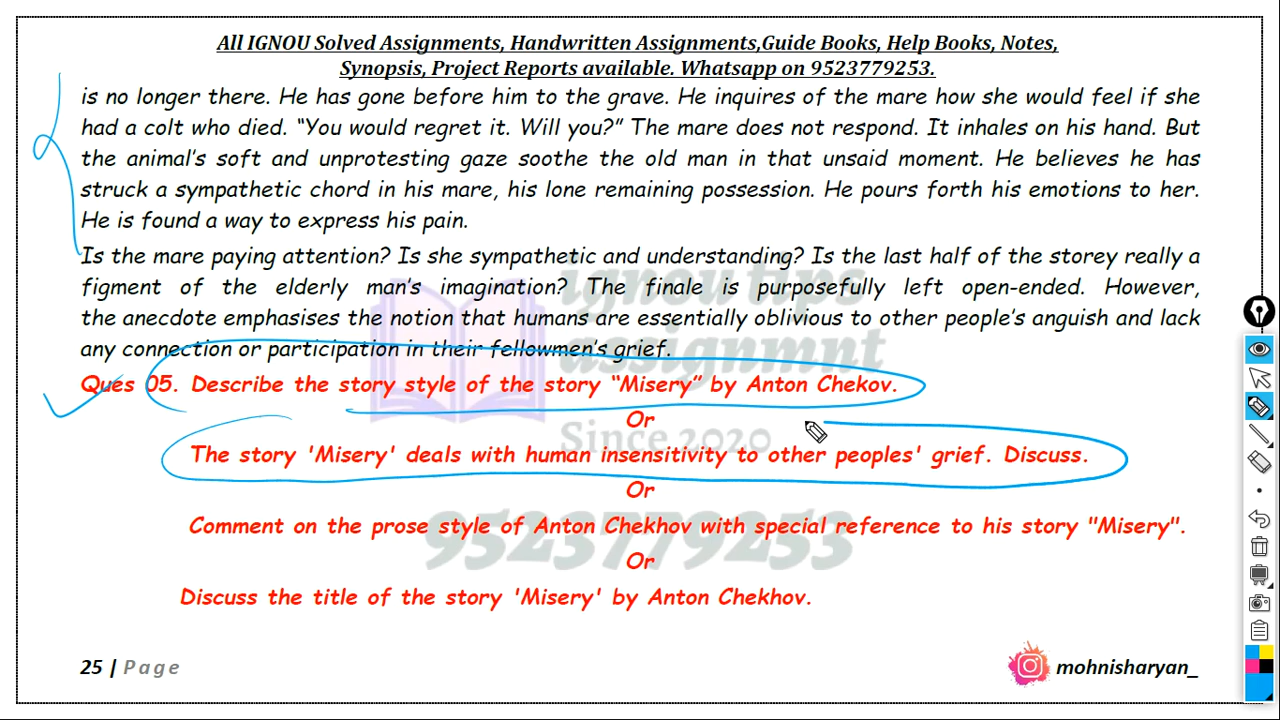 All IGNOU Solved Assignments, Handwritten Assignments,Guide Books, Help Books, Notes,
Synopsis, Project Reports available. Whatsapp on 9523779253.
is no longer there. He has gone before him to the grave. He inquires of the mare how she would feel if she
had a colt who died. “You would regret it. Will you?” The mare does not respond. It inhales on his hand. But
the animal’s soft and unprotesting gaze soothe the old man in that unsaid moment. He believes he has
struck a sympathetic chord in his mare, his lone remaining possession. He pours forth his emotions to her.
He is found a way to express his pain.
Is the mare paying attention? Is she sympathetic and understanding? Is the last half of the storey really a
figment of the elderly man’s imagination? The finale is purposefully left open-ended. However,
the anecdote emphasises the notion that humans are essentially oblivious to other people’s anguish and lack
any connection or participation in their fellowmen’s grief.
Ques 05. Describe the story style of the story “Misery” by Anton Chekov.
Or
The story 'Misery' deals with human insensitivity to other peoples' grief. Discuss.
Or
Comment on the prose style of Anton Chekhov with special reference to his story "Misery".
Or
Discuss the title of the story 'Misery' by Anton Chekhov.
ignou tips
assignmnt
Since 2020
9523779253
25 | Page
mohnisharyan_